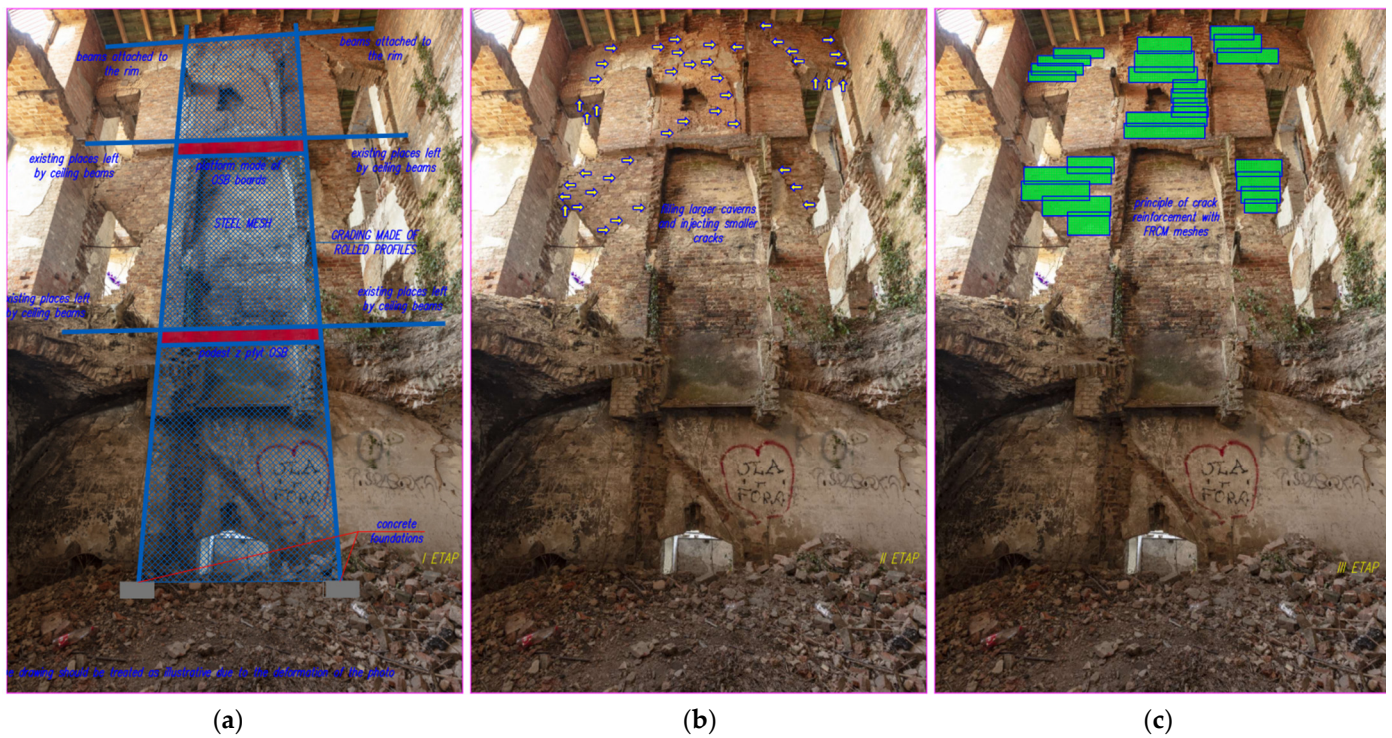 beams attached to
the rim
beams attached to
the rim
existing places left
by ceiling beams
existing places left
by ceiling beams
platform made of
OSB boards
STEEL MESH
GRADING MADE OF
ROLLED PROFILES
existing places left
by ceiling beams
existing places left
by ceiling beams
podest z płyt OSB
concrete
foundations
I ETAP
drawing should be treated as illustrative due to the deformation of the photo
(a)
filling larger caverns
and injecting smaller
cracks
II ETAP
(b)
principle of crack
reinforcement with
FRCM meshes
III ETAP
(c)